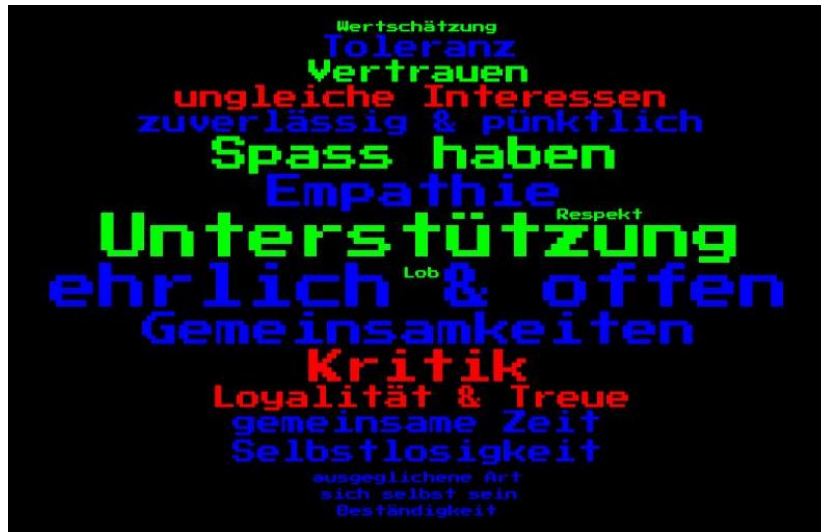 Wertschätzung
Toleranz
Vertrauen
ungleiche Interessen
zuverlässig & pünktlich
Spass haben
Empathie
Respekt
Unterstützung
Lob
ehrlich & offen
Gemeinsamkeiten
Kritik
Loyalität & Treue
gemeinsame Zeit
Selbstlosigkeit
ausgeglichene Art
sich selbst sein
Beständigkeit